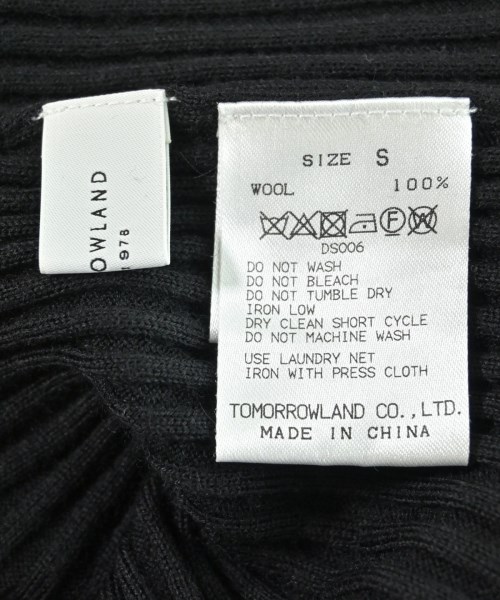 OWLAND
1978
SIZE S
WOOL 100%
F W
DS006
DO NOT WASH
DO NOT BLEACH
DO NOT TUMBLE DRY
IRON LOW
DRY CLEAN SHORT CYCLE
DO NOT MACHINE WASH
USE LAUNDRY NET
IRON WITH PRESS CLOTH
TOMORROWLAND CO.,LTD.
MADE IN CHINA